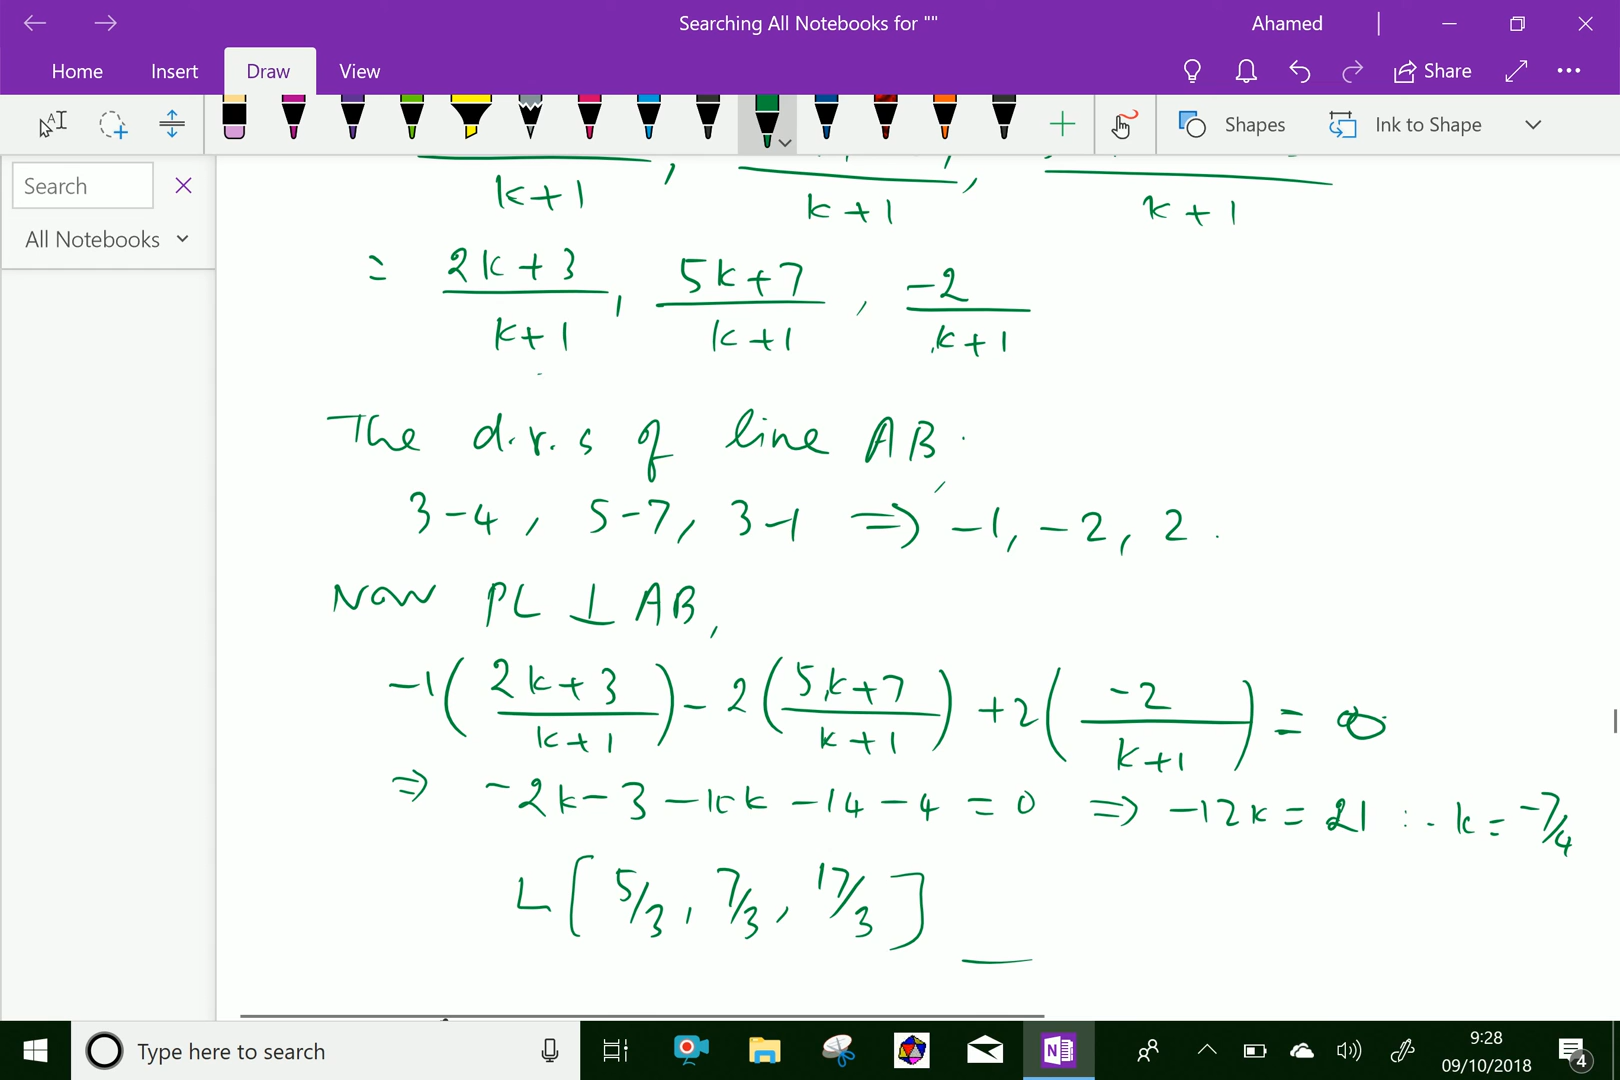 Searching All Notebooks for ""
Ahamed
Home Insert Draw View
Share
Shapes Ink to Shape
Search
All Notebooks
k+1 , k+1 , k+1
= 2k+3/k+1 , 5k+7/k+1 , -2/k+1
The d.r.s of line AB.
3-4 , 5-7, 3-1 ⇒ -1, -2, 2 .
Now PL ⊥ AB,
-1(2k+3/k+1) - 2(5k+7/k+1) +2(-2/k+1) = 0
⇒ -2k-3-10k-14-4 = 0 ⇒ -12k = 21 ∴ k = -7/4
L [ 5/3, 7/3, 17/3 ]
Type here to search
9:28
09/10/2018
4